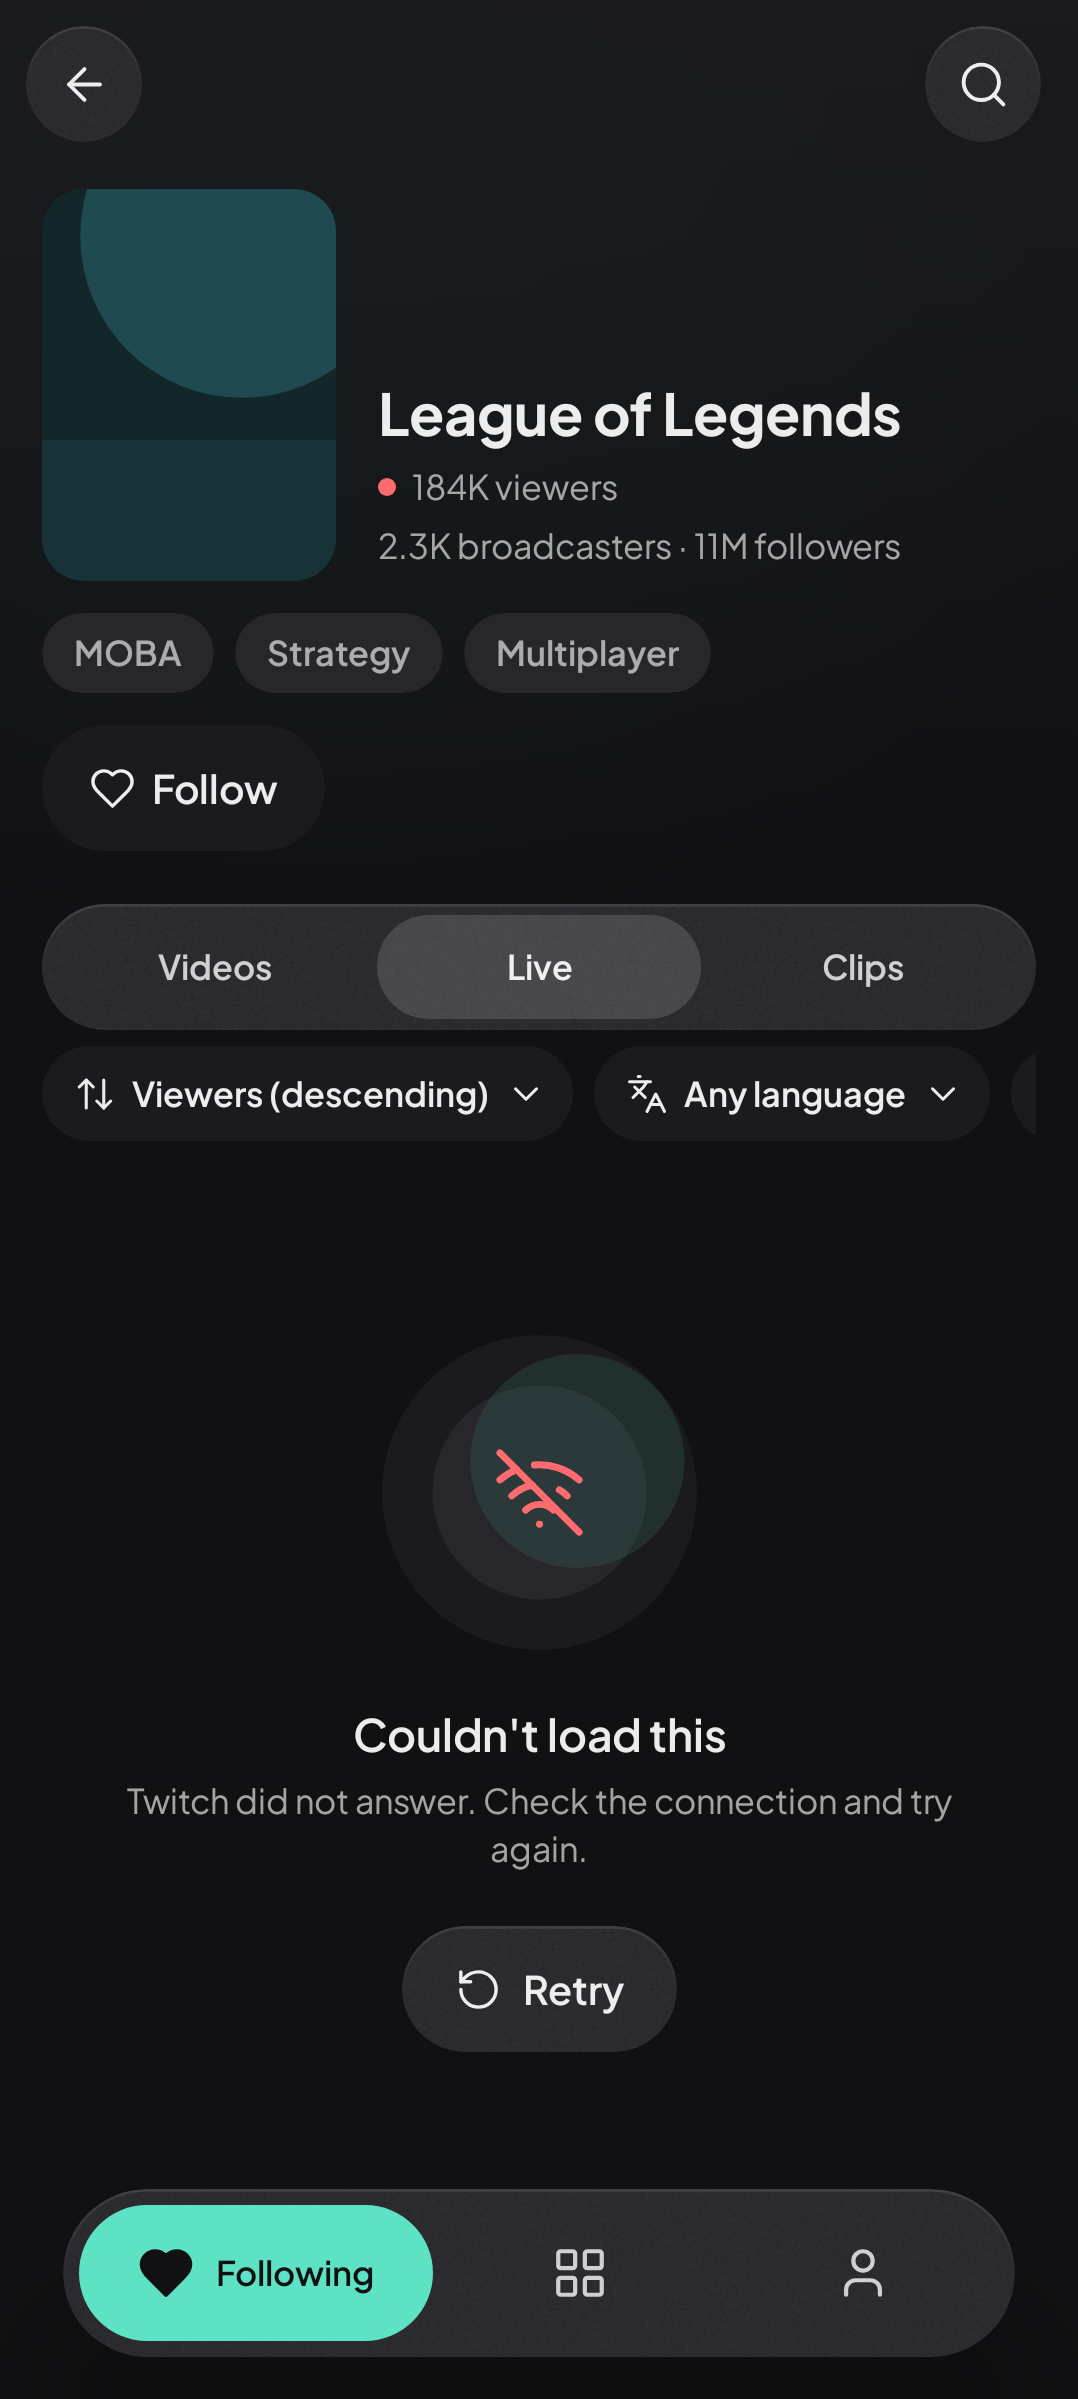 League of Legends
184K viewers
2.3K broadcasters · 11M followers
MOBA
Strategy
Multiplayer
Follow
Videos
Live
Clips
Viewers (descending)
Any language
Couldn't load this
Twitch did not answer. Check the connection and try
again.
Retry
Following